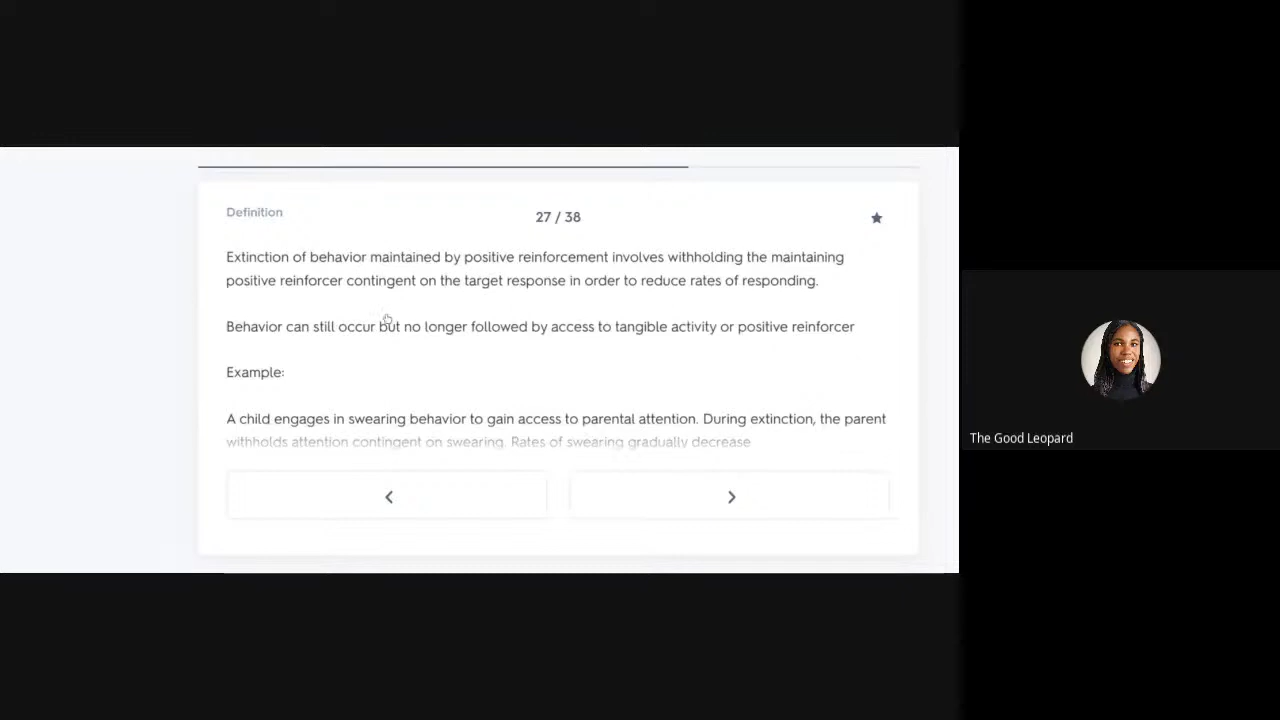 Definition
27 / 38
Extinction of behavior maintained by positive reinforcement involves withholding the maintaining
positive reinforcer contingent on the target response in order to reduce rates of responding.
Behavior can still occur but no longer followed by access to tangible activity or positive reinforcer
Example:
A child engages in swearing behavior to gain access to parental attention. During extinction, the parent
withholds attention contingent on swearing. Rates of swearing gradually decrease
The Good Leopard